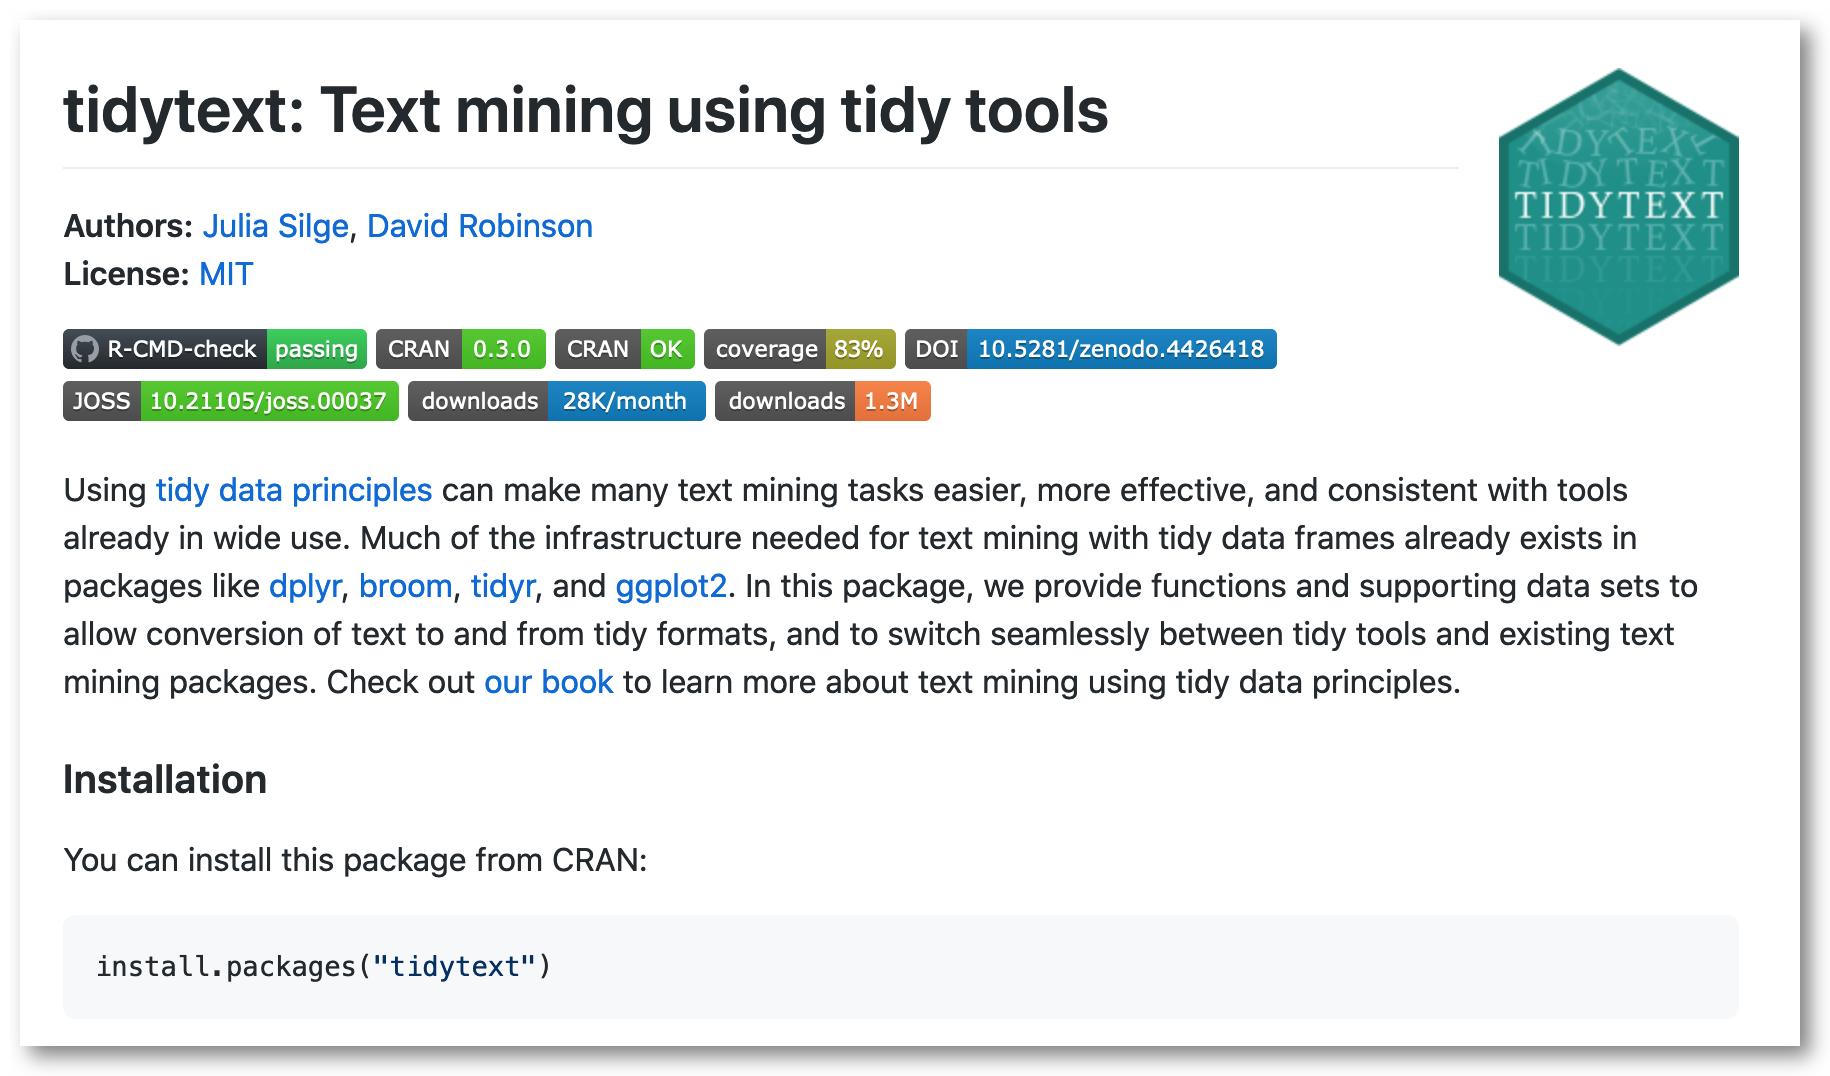 tidytext: Text mining using tidy tools
TIDYTEXT
TIDYTEXT
TIDYTEXT
TIDYTEXT
TIDYTEXT
Authors: Julia Silge, David Robinson
License: MIT
R-CMD-check passing CRAN 0.3.0 CRAN OK coverage 83% DOI 10.5281/zenodo.4426418
JOSS 10.21105/joss.00037 downloads 28K/month downloads 1.3M
Using tidy data principles can make many text mining tasks easier, more effective, and consistent with tools
already in wide use. Much of the infrastructure needed for text mining with tidy data frames already exists in
packages like dplyr, broom, tidyr, and ggplot2. In this package, we provide functions and supporting data sets to
allow conversion of text to and from tidy formats, and to switch seamlessly between tidy tools and existing text
mining packages. Check out our book to learn more about text mining using tidy data principles.
Installation
You can install this package from CRAN:
install.packages("tidytext")